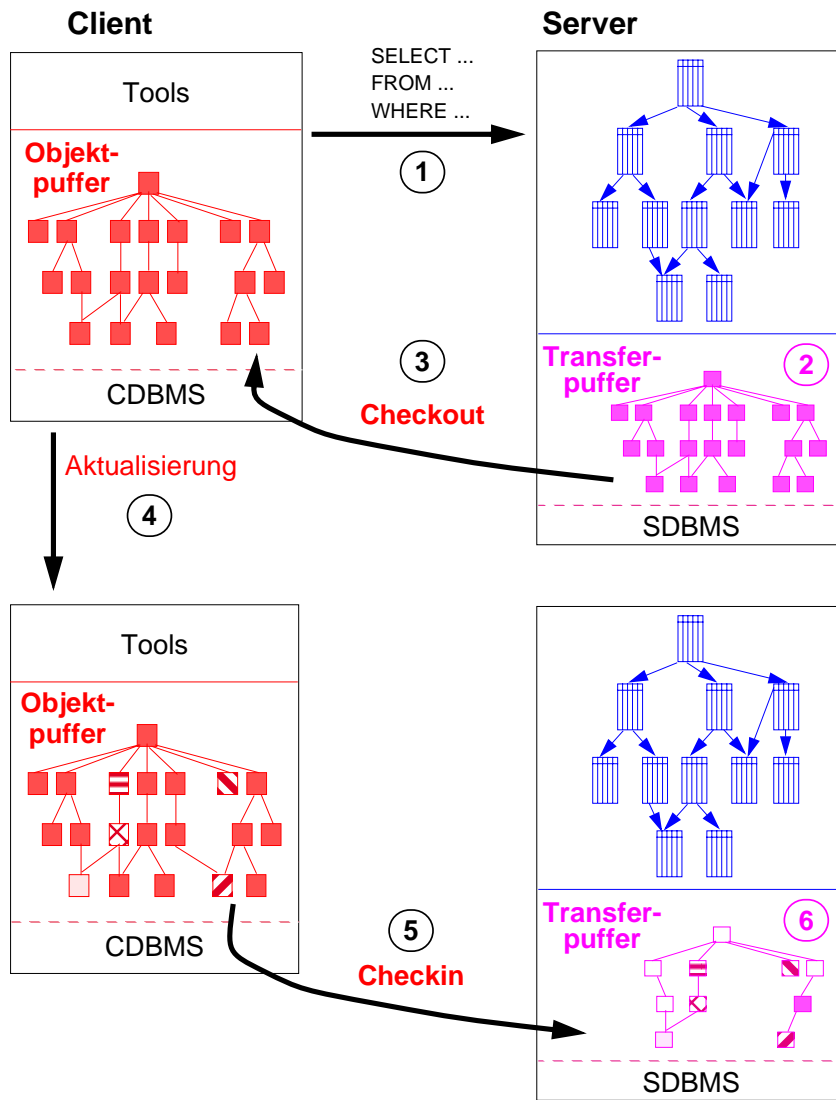 Client
Server
SELECT ...
FROM ...
WHERE ...
1
Tools
Objekt-
puffer
CDBMS
Transfer-
puffer
2
SDBMS
3
Checkout
Aktualisierung
4
Tools
Objekt-
puffer
CDBMS
5
Checkin
Transfer-
puffer
6
SDBMS